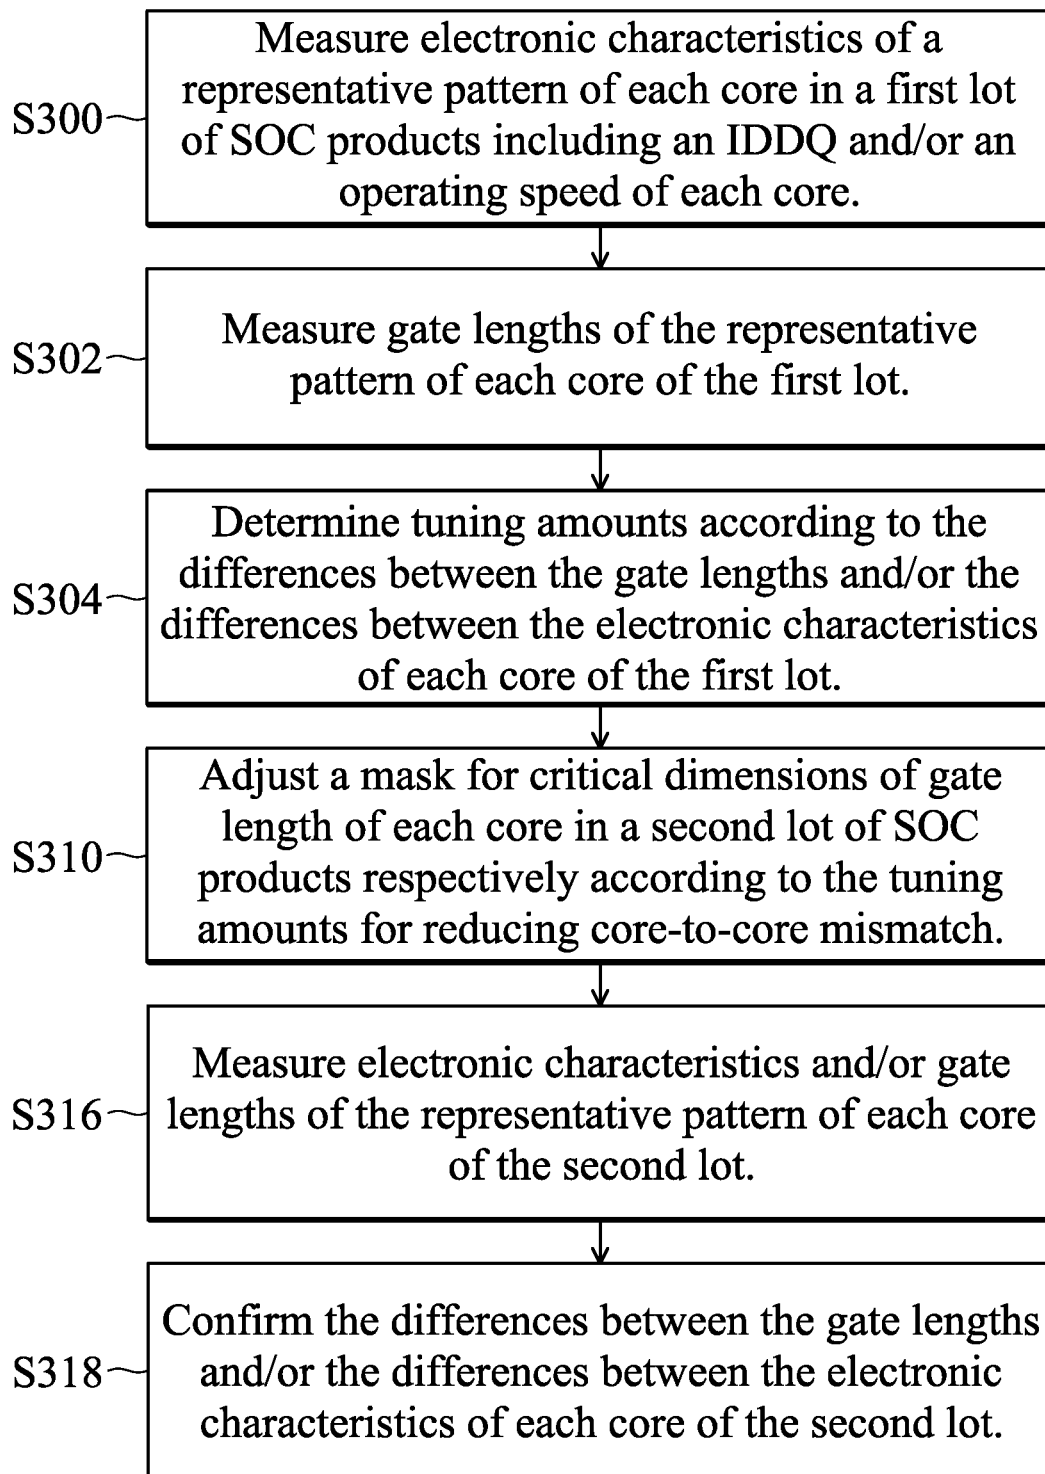 Measure electronic characteristics of a
representative pattern of each core in a first lot
S300
of SOC products including an IDDQ and/or an
operating speed of each core.
Measure gate lengths of the representative
S302
pattern of each core of the first lot.
Determine tuning amounts according to the
differences between the gate lengths and/or the
S304
differences between the electronic characteristics
of each core of the first lot.
Adjust a mask for critical dimensions of gate
length of each core in a second lot of SOC
S310
products respectively according to the tuning
amounts for reducing core-to-core mismatch.
Measure electronic characteristics and/or gate
S316
lengths of the representative pattern of each core
of the second lot.
Confirm the differences between the gate lengths
S318
and/or the differences between the electronic
characteristics of each core of the second lot.